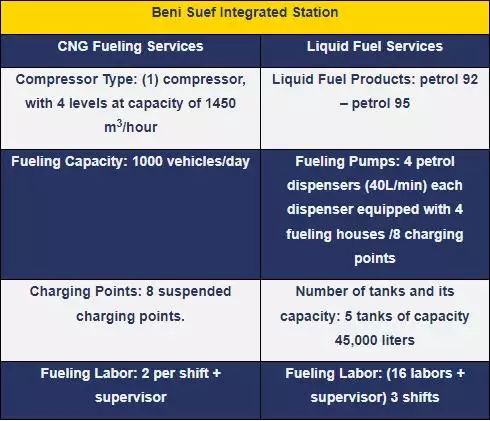 Beni Suef Integrated Station
CNG Fueling Services
Liquid Fuel Services
Compressor Type: (1) compressor,
with 4 levels at capacity of 1450
m³/hour
Liquid Fuel Products: petrol 92
– petrol 95
Fueling Capacity: 1000 vehicles/day
Fueling Pumps: 4 petrol
dispensers (40L/min) each
dispenser equipped with 4
fueling houses /8 charging
points
Charging Points: 8 suspended
charging points.
Number of tanks and its
capacity: 5 tanks of capacity
45,000 liters
Fueling Labor: 2 per shift +
supervisor
Fueling Labor: (16 labors +
supervisor) 3 shifts